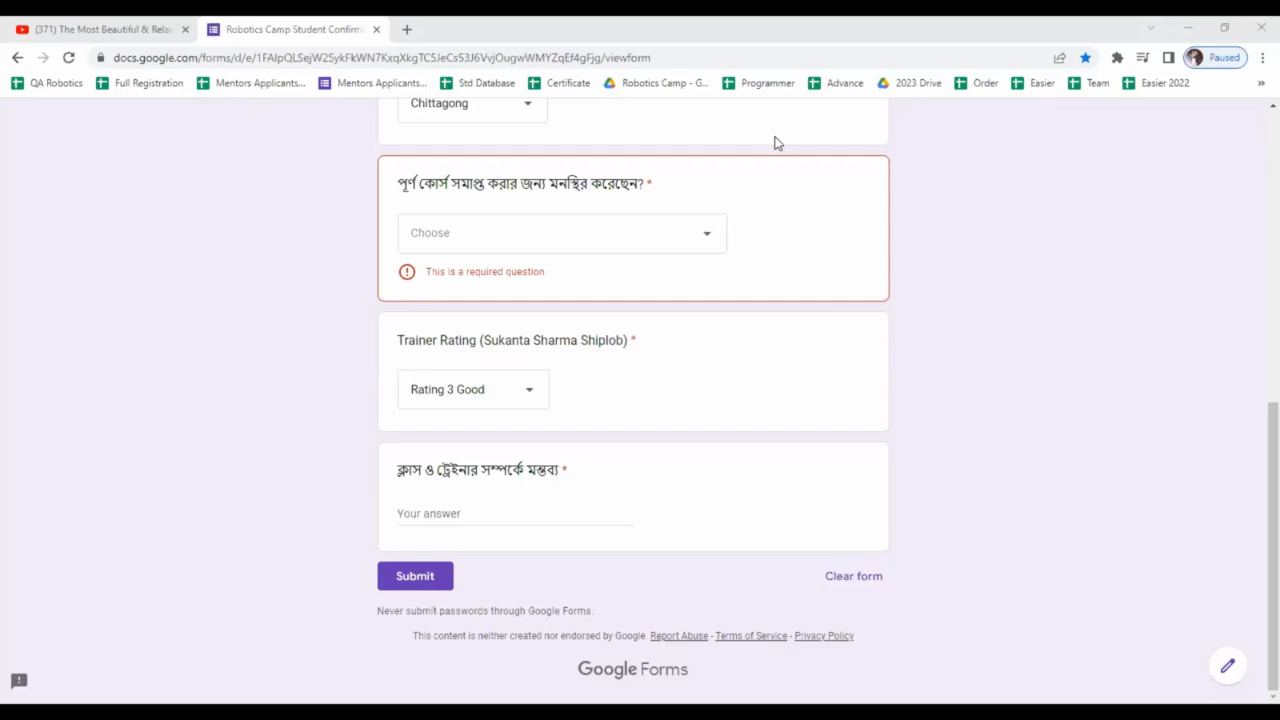 (371) The Most Beautiful & Rela
Robotics Camp Student Confirm
docs.google.com/forms/d/e/1FAIpQLSejW2SykFkWN7KxqXkgTC5JeCs53J6VvjOugwWMYZqEf4gFjg/viewform
Paused
QA Robotics
Full Registration
Mentors Applicants...
Mentors Applicants...
Std Database
Certificate
Robotics Camp - G...
Programmer
Advance
2023 Drive
Order
Easier
Team
Easier 2022
Chittagong
পূর্ণ কোর্স সমাপ্ত করার জন্য মনস্থির করেছেন? *
Choose
This is a required question
Trainer Rating (Sukanta Sharma Shiplob) *
Rating 3 Good
ক্লাস ও ট্রেইনার সম্পর্কে মন্তব্য *
Your answer
Submit
Clear form
Never submit passwords through Google Forms.
This content is neither created nor endorsed by Google. Report Abuse - Terms of Service - Privacy Policy
Google Forms